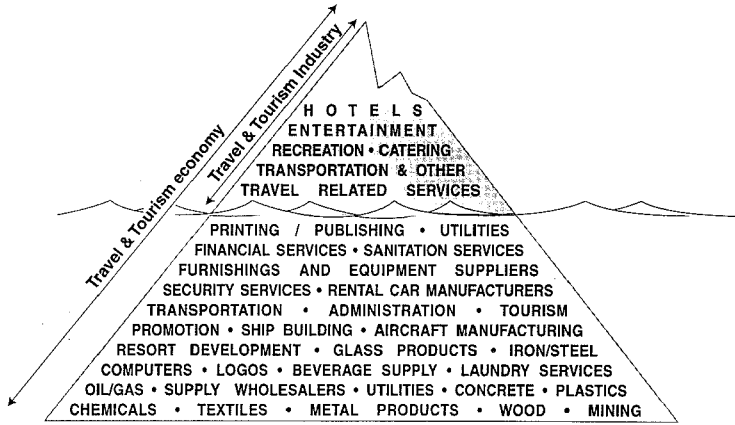 Travel & Tourism economy
Travel & Tourism Industry
HOTELS
ENTERTAINMENT
RECREATION • CATERING
TRANSPORTATION & OTHER
TRAVEL RELATED SERVICES
PRINTING / PUBLISHING • UTILITIES
FINANCIAL SERVICES • SANITATION SERVICES
FURNISHINGS AND EQUIPMENT SUPPLIERS
SECURITY SERVICES • RENTAL CAR MANUFACTURERS
TRANSPORTATION • ADMINISTRATION • TOURISM
PROMOTION • SHIP BUILDING • AIRCRAFT MANUFACTURING
RESORT DEVELOPMENT • GLASS PRODUCTS • IRON/STEEL
COMPUTERS • LOGOS • BEVERAGE SUPPLY • LAUNDRY SERVICES
OIL/GAS • SUPPLY WHOLESALERS • UTILITIES • CONCRETE • PLASTICS
CHEMICALS • TEXTILES • METAL PRODUCTS • WOOD • MINING